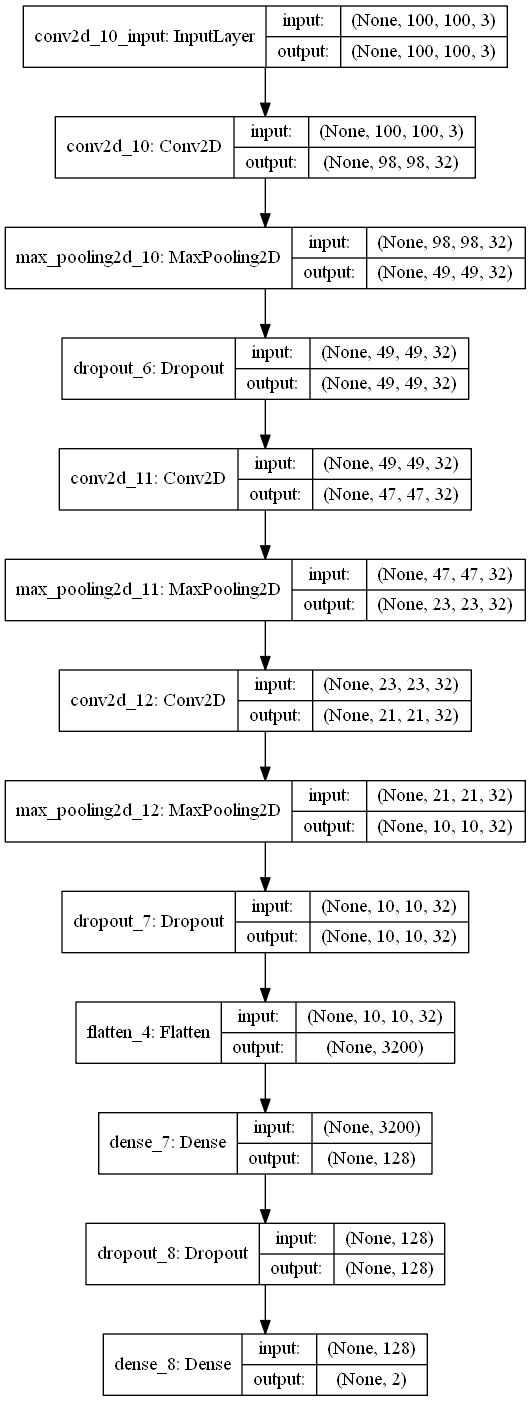 conv2d_10_input: InputLayer
input: (None, 100, 100, 3)
output: (None, 100, 100, 3)
conv2d_10: Conv2D
input: (None, 100, 100, 3)
output: (None, 98, 98, 32)
max_pooling2d_10: MaxPooling2D
input: (None, 98, 98, 32)
output: (None, 49, 49, 32)
dropout_6: Dropout
input: (None, 49, 49, 32)
output: (None, 49, 49, 32)
conv2d_11: Conv2D
input: (None, 49, 49, 32)
output: (None, 47, 47, 32)
max_pooling2d_11: MaxPooling2D
input: (None, 47, 47, 32)
output: (None, 23, 23, 32)
conv2d_12: Conv2D
input: (None, 23, 23, 32)
output: (None, 21, 21, 32)
max_pooling2d_12: MaxPooling2D
input: (None, 21, 21, 32)
output: (None, 10, 10, 32)
dropout_7: Dropout
input: (None, 10, 10, 32)
output: (None, 10, 10, 32)
flatten_4: Flatten
input: (None, 10, 10, 32)
output: (None, 3200)
dense_7: Dense
input: (None, 3200)
output: (None, 128)
dropout_8: Dropout
input: (None, 128)
output: (None, 128)
dense_8: Dense
input: (None, 128)
output: (None, 2)